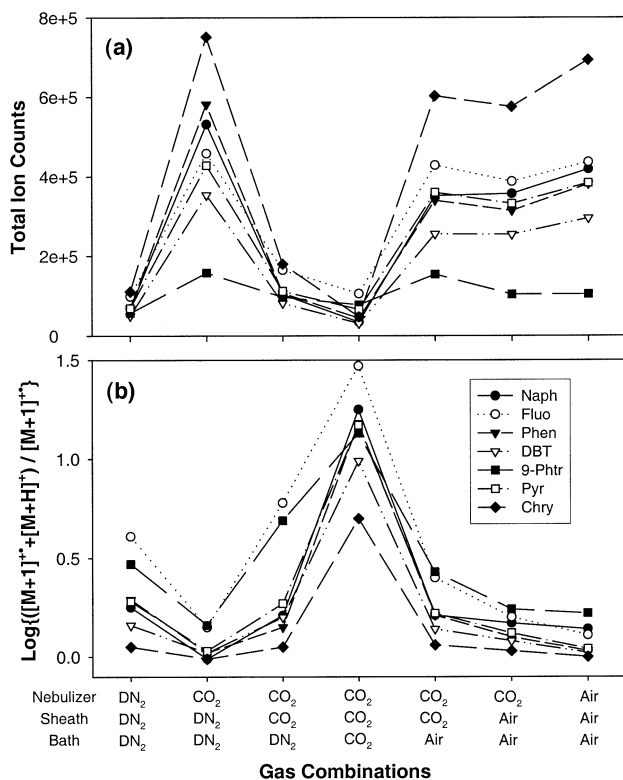 8e+5
(a)
6e+5
4e+5
2e+5
0
Total Ion Counts
1.5
(b)
1.0
0.5
0.0
Log{([M+1]⁺•+[M+H]⁺) / [M+1]⁺•}
Naph
Fluo
Phen
DBT
9-Phtr
Pyr
Chry
Nebulizer DN₂ CO₂ CO₂ CO₂ CO₂ CO₂ Air
Sheath DN₂ DN₂ CO₂ CO₂ CO₂ Air Air
Bath DN₂ DN₂ DN₂ CO₂ Air Air Air
Gas Combinations